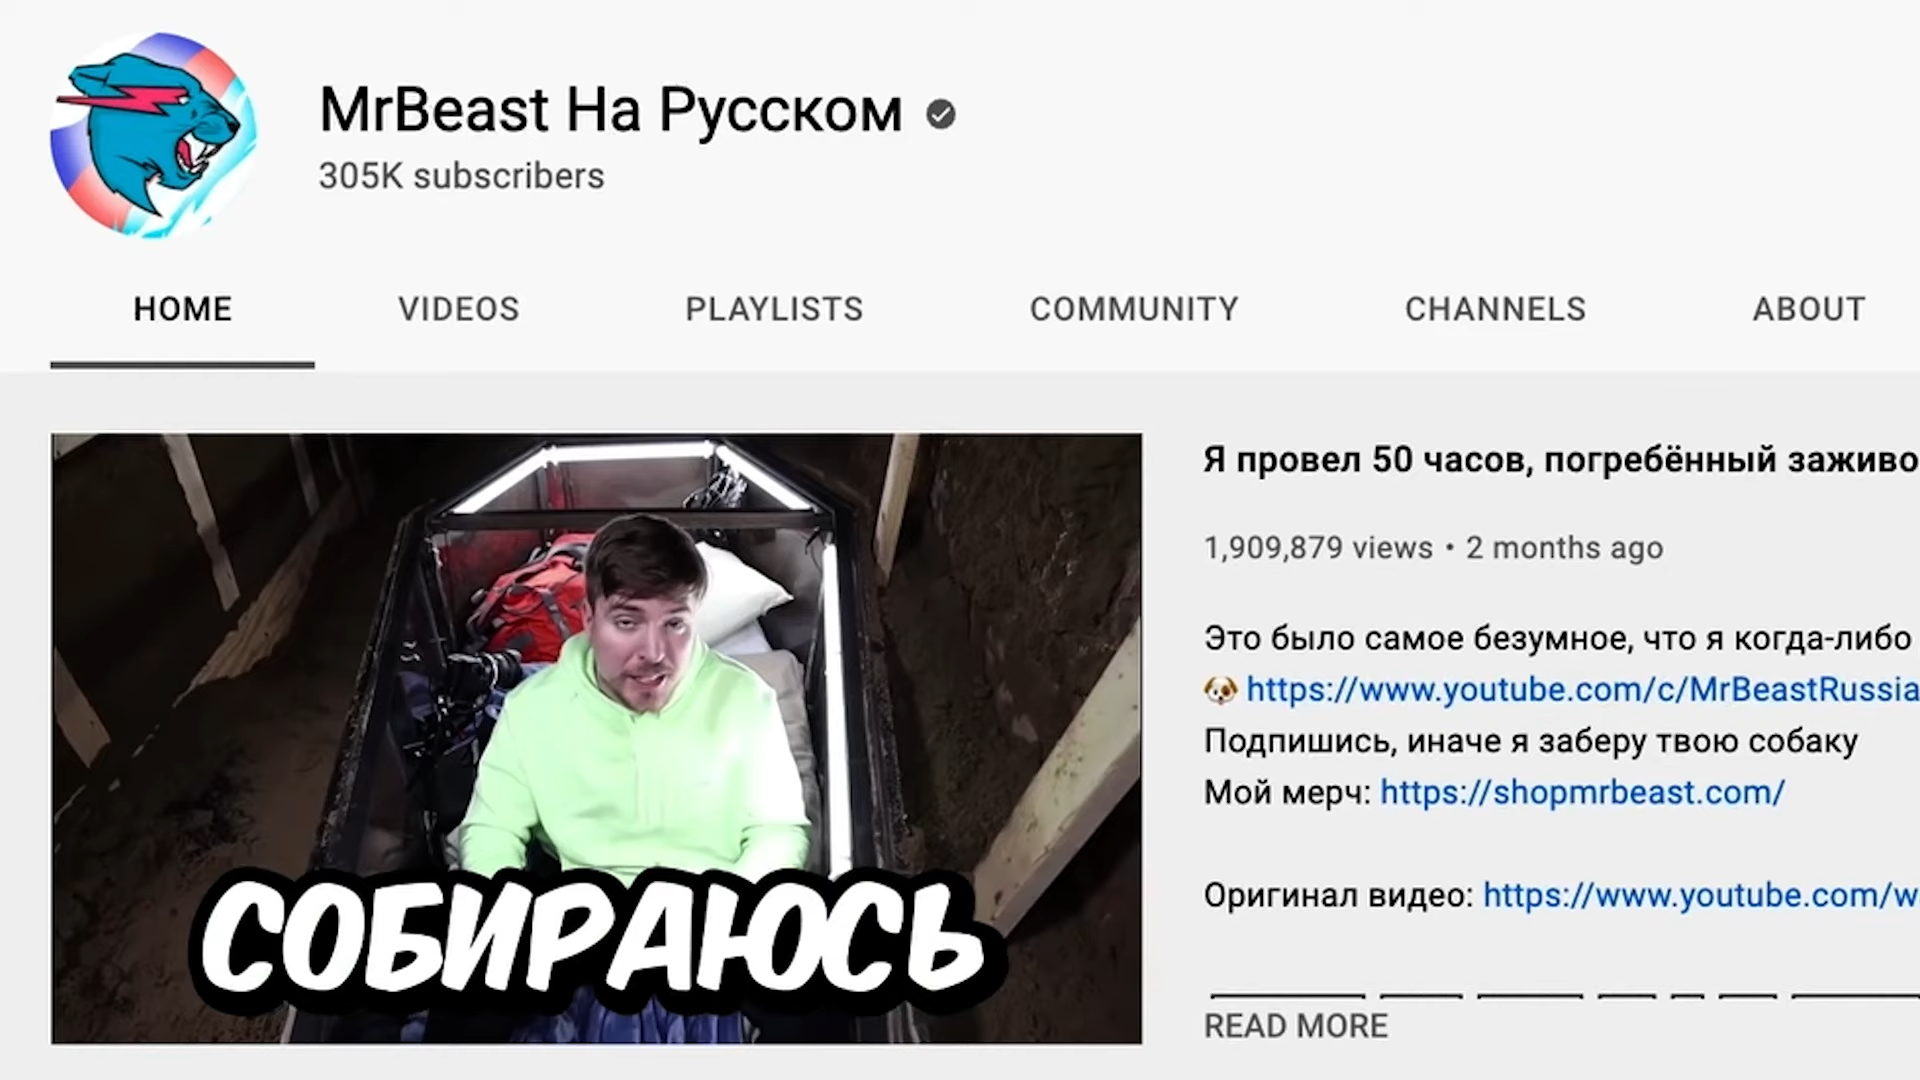 MrBeast На Русском
305K subscribers
HOME VIDEOS PLAYLISTS COMMUNITY CHANNELS ABOUT
Я провел 50 часов, погребённый заживо
1,909,879 views • 2 months ago
Это было самое безумное, что я когда-либо
https://www.youtube.com/c/MrBeastRussia
Подпишись, иначе я заберу твою собаку
Мой мерч: https://shopmrbeast.com/
Оригинал видео: https://www.youtube.com/w
READ MORE
СОБИРАЮСЬ